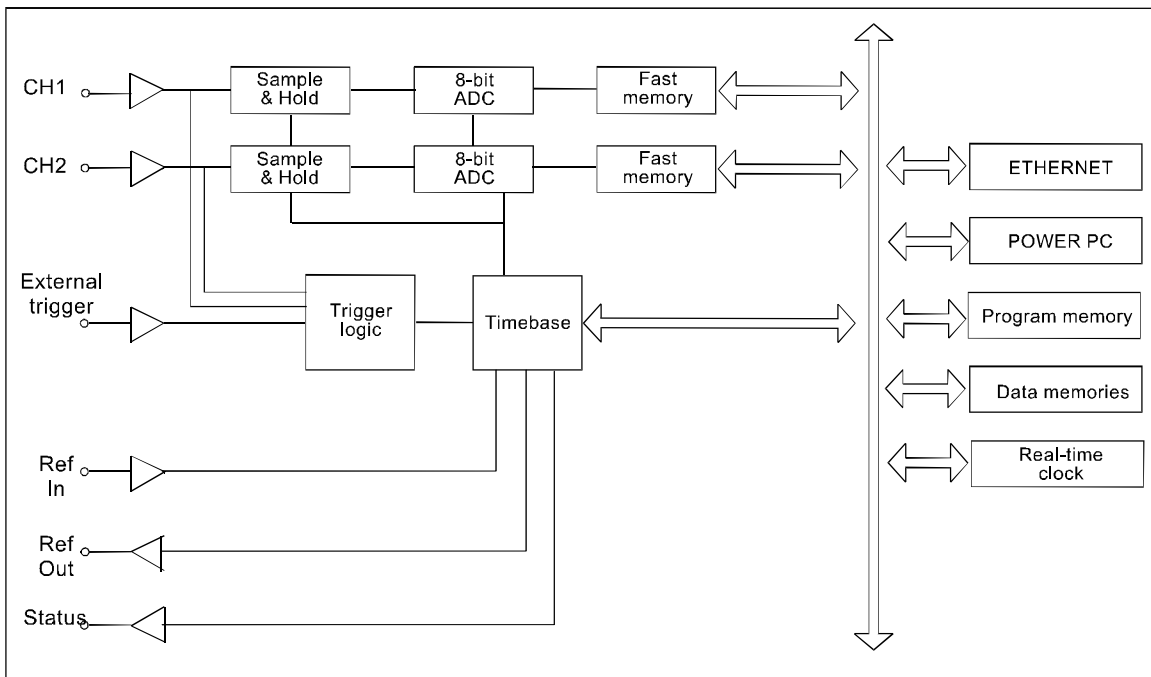 CH1
Sample
& Hold
8-bit
ADC
Fast
memory
CH2
Sample
& Hold
8-bit
ADC
Fast
memory
ETHERNET
POWER PC
External
trigger
Trigger
logic
Timebase
Program memory
Data memories
Ref
In
Real-time
clock
Ref
Out
Status